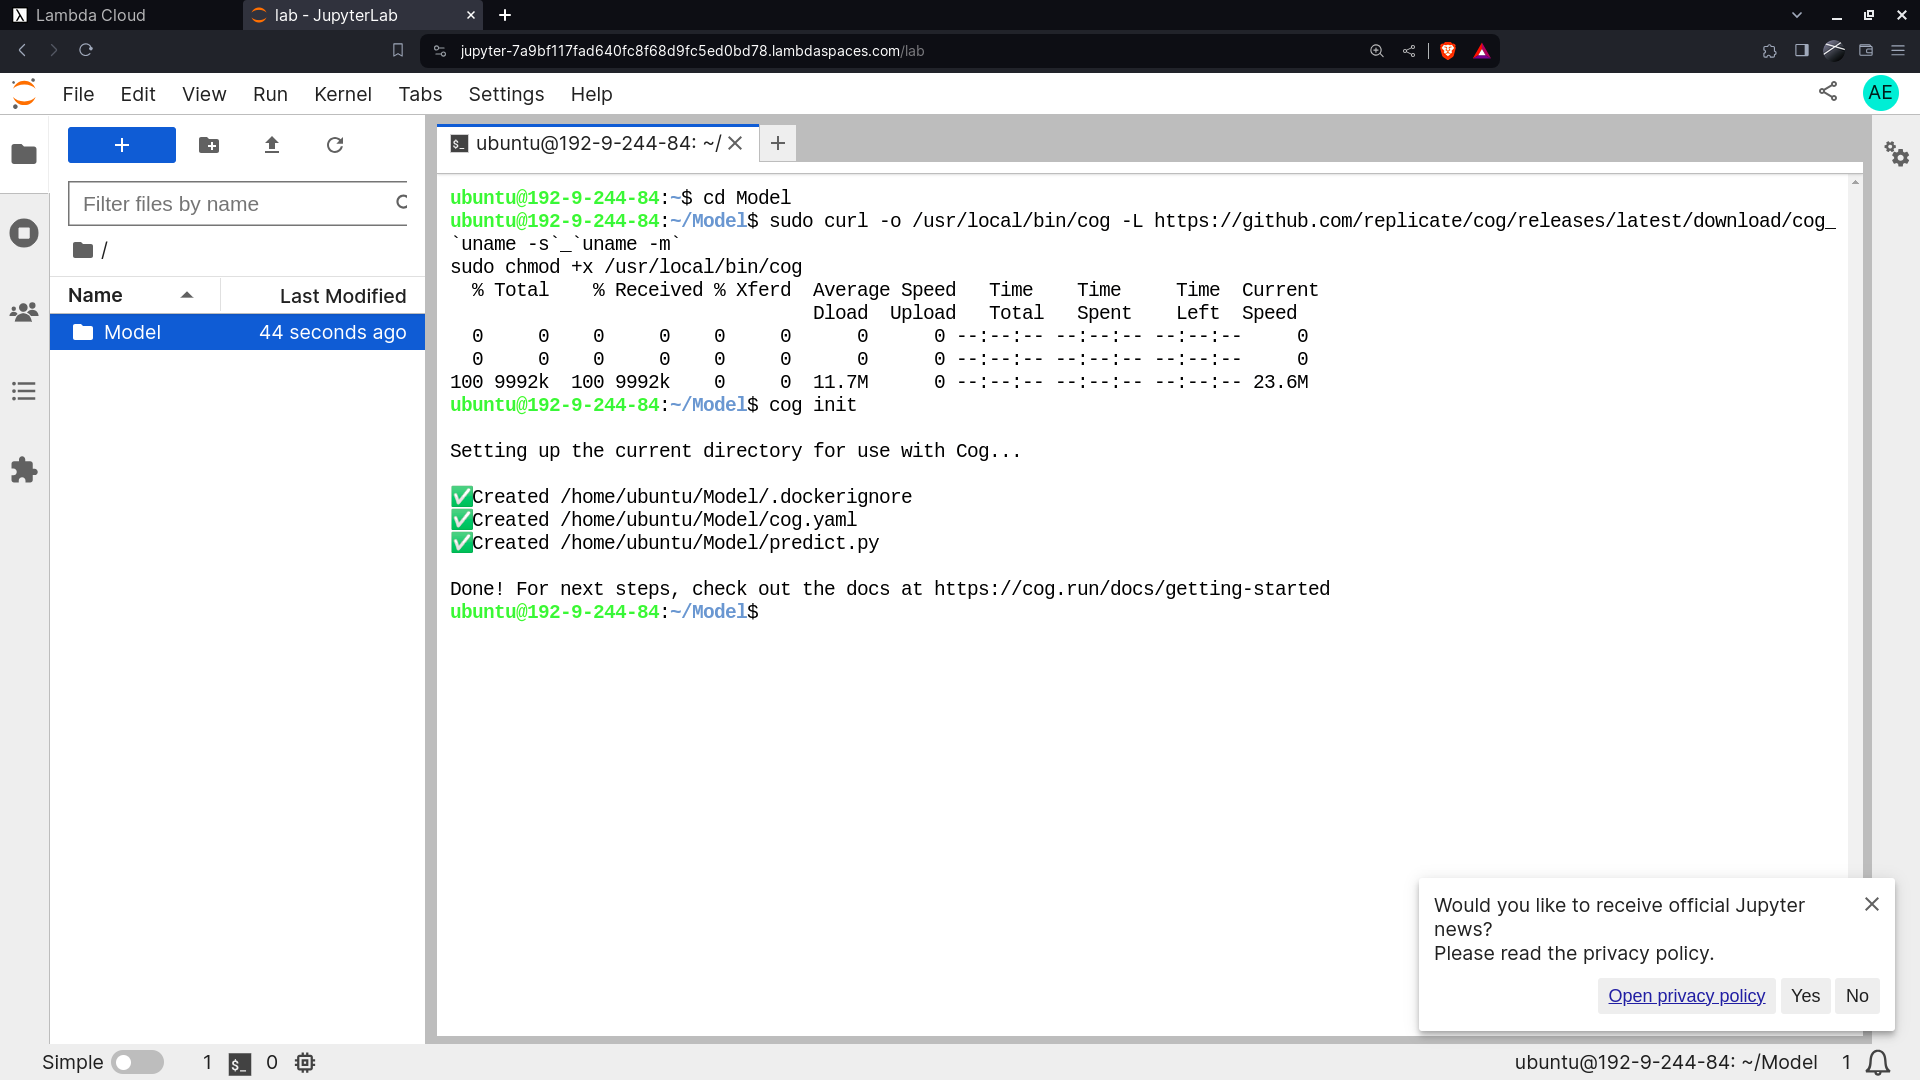 Lambda Cloud
lab - JupyterLab
jupyter-7a9bf117fad640fc8f68d9fc5ed0bd78.lambdaspaces.com/lab
File Edit View Run Kernel Tabs Settings Help
AE
Filter files by name
/
Name Last Modified
Model 44 seconds ago
ubuntu@192-9-244-84: ~/
ubuntu@192-9-244-84:~$ cd Model
ubuntu@192-9-244-84:~/Model$ sudo curl -o /usr/local/bin/cog -L https://github.com/replicate/cog/releases/latest/download/cog_
`uname -s`_`uname -m`
sudo chmod +x /usr/local/bin/cog
  % Total    % Received % Xferd  Average Speed   Time    Time     Time  Current
                                 Dload  Upload   Total   Spent    Left  Speed
  0     0    0     0    0     0      0      0 --:--:-- --:--:-- --:--:--     0
  0     0    0     0    0     0      0      0 --:--:-- --:--:-- --:--:--     0
100 9992k  100 9992k    0     0  11.7M      0 --:--:-- --:--:-- --:--:-- 23.6M
ubuntu@192-9-244-84:~/Model$ cog init
Setting up the current directory for use with Cog...
✅Created /home/ubuntu/Model/.dockerignore
✅Created /home/ubuntu/Model/cog.yaml
✅Created /home/ubuntu/Model/predict.py
Done! For next steps, check out the docs at https://cog.run/docs/getting-started
ubuntu@192-9-244-84:~/Model$
Would you like to receive official Jupyter
news?
Please read the privacy policy.
Open privacy policy Yes No
Simple 1 $_ 0 ubuntu@192-9-244-84: ~/Model 1